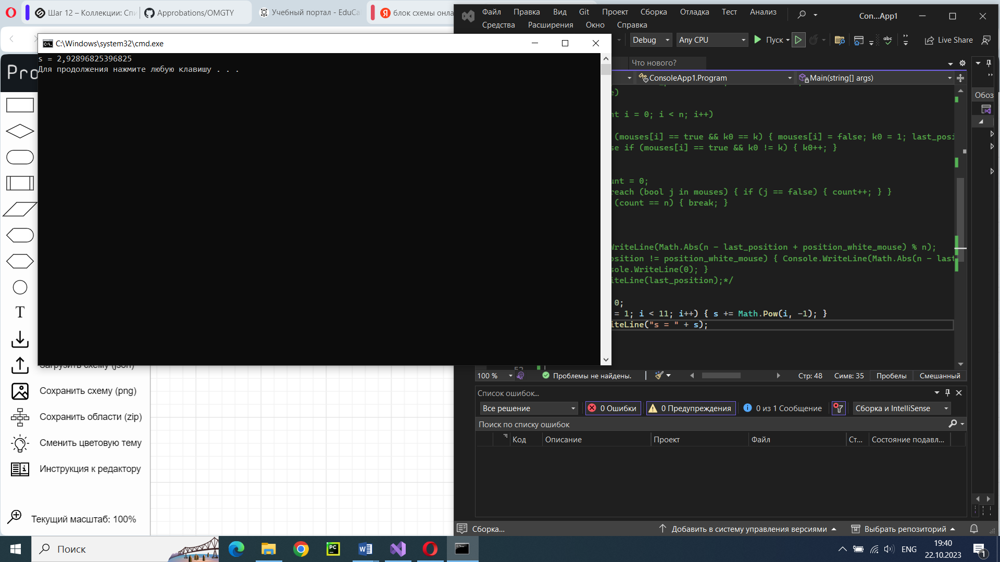 Шаг 12 – Коллекции: Спи
Approbations/OMGTY
Учебный портал - EduCa
блок схемы онла
Файл Правка Вид Git Проект Сборка Отладка Тест Анализ
Средства Расширения Окно Справка
Con...App1
Debug
Any CPU
Пуск
Live Share
C:\Windows\system32\cmd.exe
s = 2,92896825396825
Для продолжения нажмите любую клавишу . . .
Pro
T
Загрузить схему (json)
Сохранить схему (png)
Сохранить области (zip)
Сменить цветовую тему
Инструкция к редактору
Текущий масштаб: 100%
Что нового?
ConsoleApp1.Program
Main(string[] args)
Обоз
e)
nt i = 0; i < n; i++)
(mouses[i] == true && k0 == k) { mouses[i] = false; k0 = 1; last_posi
se if (mouses[i] == true && k0 != k) { k0++; }
unt = 0;
reach (bool j in mouses) { if (j == false) { count++; } }
(count == n) { break; }
WriteLine(Math.Abs(n - last_position + position_white_mouse) % n);
osition != position_white_mouse) { Console.WriteLine(Math.Abs(n - last
sole.WriteLine(0); }
iteLine(last_position);*/
0;
= 1; i < 11; i++) { s += Math.Pow(i, -1); }
iteLine("s = " + s);
52
100 %
Проблемы не найдены.
Стр: 48
Симв: 35
Пробелы
Смешанный
Список ошибок...
Все решение
0 Ошибки
0 Предупреждения
0 из 1 Сообщение
Сборка и IntelliSense
Поиск по списку ошибок
Код
Описание
Проект
Файл
Ст...
Состояние подавл...
Сборка...
Добавить в систему управления версиями
Выбрать репозиторий
Поиск
ENG
19:40
22.10.2023
1